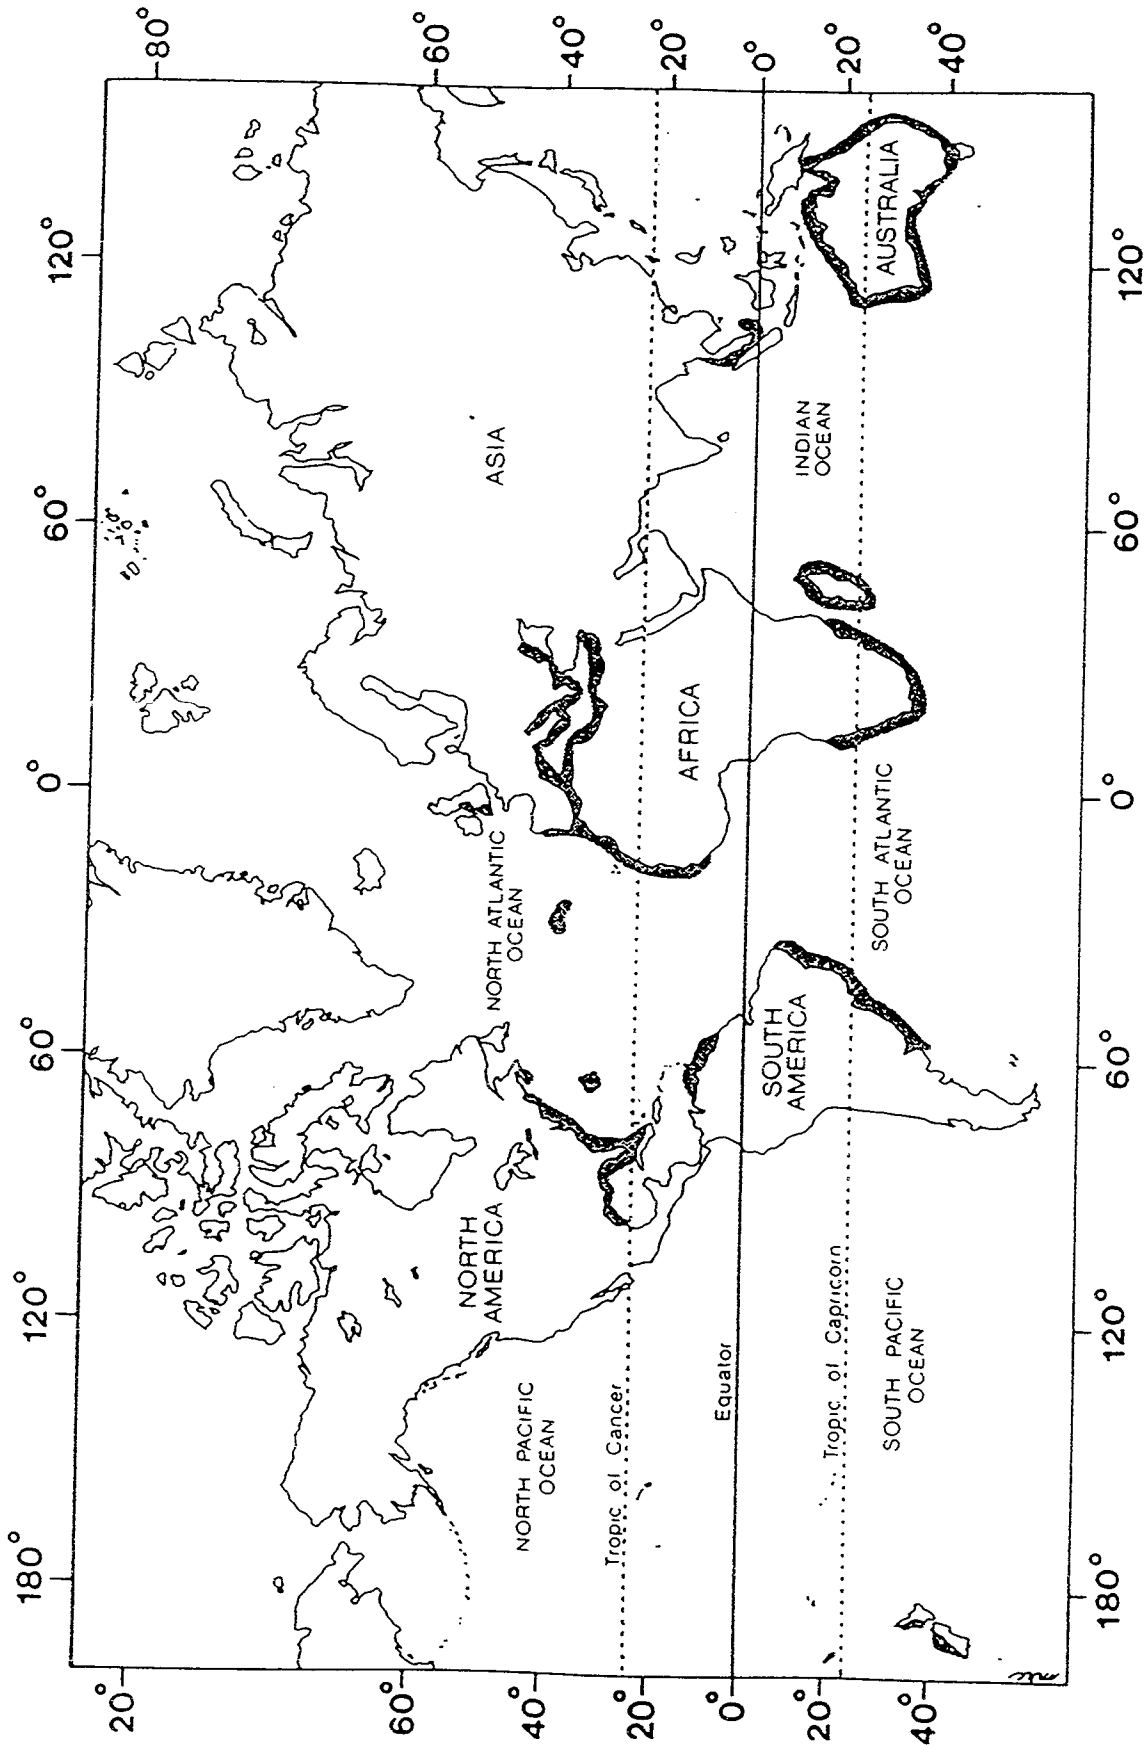 180° 120° 60° 0° 60° 120°
20° 80°
60° 60°
ASIA
NORTH
AMERICA
NORTH ATLANTIC
OCEAN
NORTH PACIFIC
OCEAN
40° 40°
Tropic of Cancer
20° 20°
AFRICA
Equator
0° 0°
SOUTH
AMERICA
INDIAN
OCEAN
Tropic of Capricorn
20° 20°
SOUTH ATLANTIC
OCEAN
AUSTRALIA
SOUTH PACIFIC
OCEAN
40° 40°
180° 120° 60° 0° 60° 120°